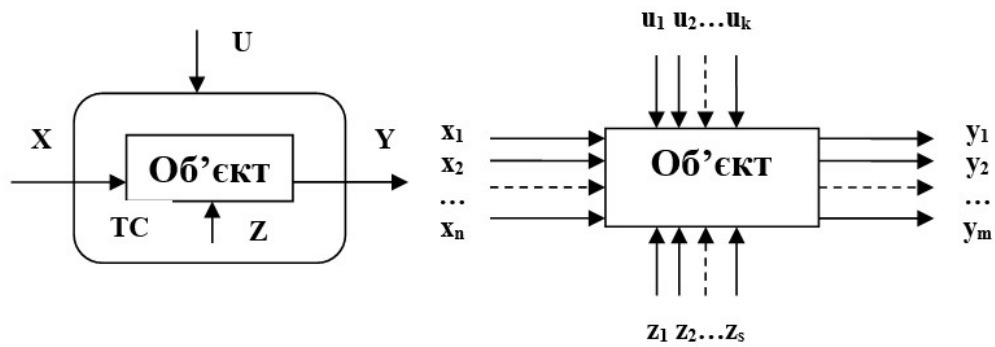 U
X
Y
Об’єкт
ТС
Z
u₁ u₂…uₖ
x₁
x₂
…
xₙ
Об’єкт
y₁
y₂
…
yₘ
z₁ z₂…zₛ